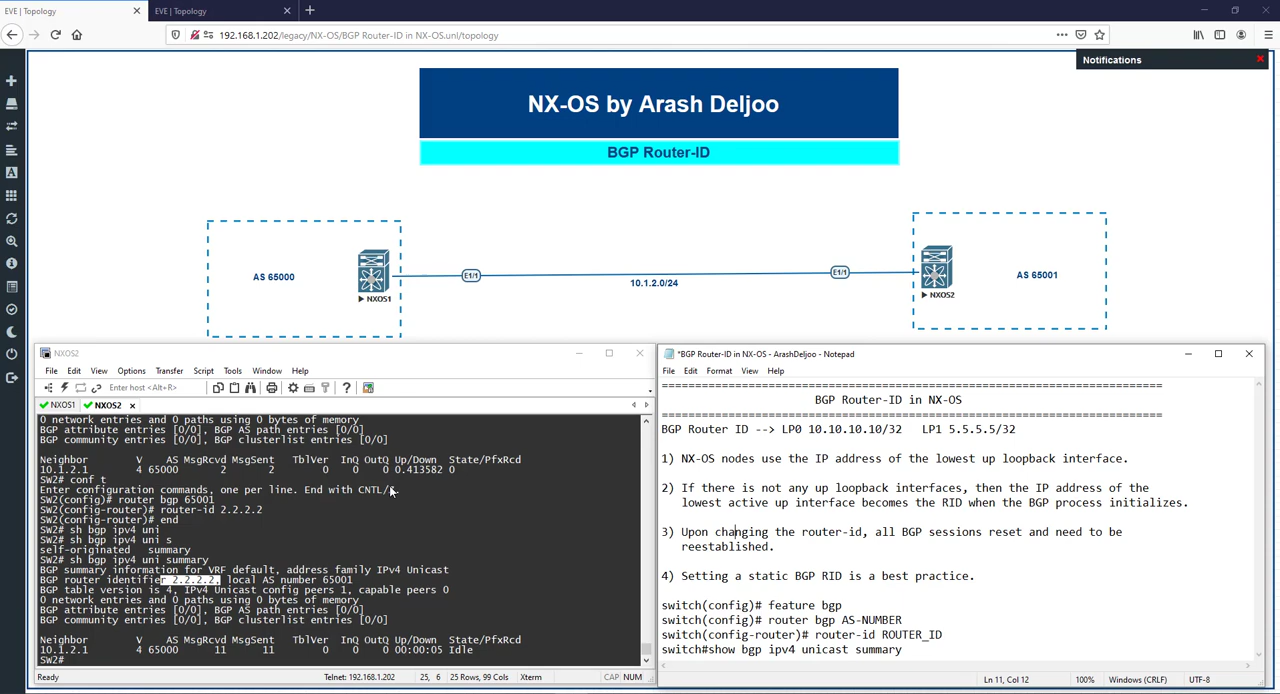 EVE | Topology
EVE | Topology
192.168.1.202/legacy/NX-OS/BGP Router-ID in NX-OS.unl/topology
Notifications
NX-OS by Arash Deljoo
BGP Router-ID
AS 65000
NXOS1
E1/1
10.1.2.0/24
E1/1
NXOS2
AS 65001
NXOS2
File Edit View Options Transfer Script Tools Window Help
Enter host <Alt+R>
NXOS1
NXOS2
0 network entries and 0 paths using 0 bytes of memory
BGP attribute entries [0/0], BGP AS path entries [0/0]
BGP community entries [0/0], BGP clusterlist entries [0/0]
Neighbor V AS MsgRcvd MsgSent TblVer InQ OutQ Up/Down State/PfxRcd
10.1.2.1 4 65000 2 2 0 0 0 0.413582 0
SW2# conf t
Enter configuration commands, one per line. End with CNTL/
SW2(config)# router bgp 65001
SW2(config-router)# router-id 2.2.2.2
SW2(config-router)# end
SW2# sh bgp ipv4 uni
SW2# sh bgp ipv4 uni s
self-originated summary
SW2# sh bgp ipv4 uni summary
BGP summary information for VRF default, address family IPv4 Unicast
BGP router identifier 2.2.2.2, local AS number 65001
BGP table version is 4, IPv4 Unicast config peers 1, capable peers 0
0 network entries and 0 paths using 0 bytes of memory
BGP attribute entries [0/0], BGP AS path entries [0/0]
BGP community entries [0/0], BGP clusterlist entries [0/0]
Neighbor V AS MsgRcvd MsgSent TblVer InQ OutQ Up/Down State/PfxRcd
10.1.2.1 4 65000 11 11 0 0 0 00:00:05 Idle
SW2#
Ready
Telnet: 192.168.1.202
25, 6
25 Rows, 99 Cols
Xterm
CAP NUM
*BGP Router-ID in NX-OS - ArashDeljoo - Notepad
File Edit Format View Help
======================================================================
BGP Router-ID in NX-OS
======================================================================
BGP Router ID --> LP0 10.10.10.10/32 LP1 5.5.5.5/32
1) NX-OS nodes use the IP address of the lowest up loopback interface.
2) If there is not any up loopback interfaces, then the IP address of the
lowest active up interface becomes the RID when the BGP process initializes.
3) Upon changing the router-id, all BGP sessions reset and need to be
reestablished.
4) Setting a static BGP RID is a best practice.
switch(config)# feature bgp
switch(config)# router bgp AS-NUMBER
switch(config-router)# router-id ROUTER_ID
switch#show bgp ipv4 unicast summary
Ln 11, Col 12
100%
Windows (CRLF)
UTF-8